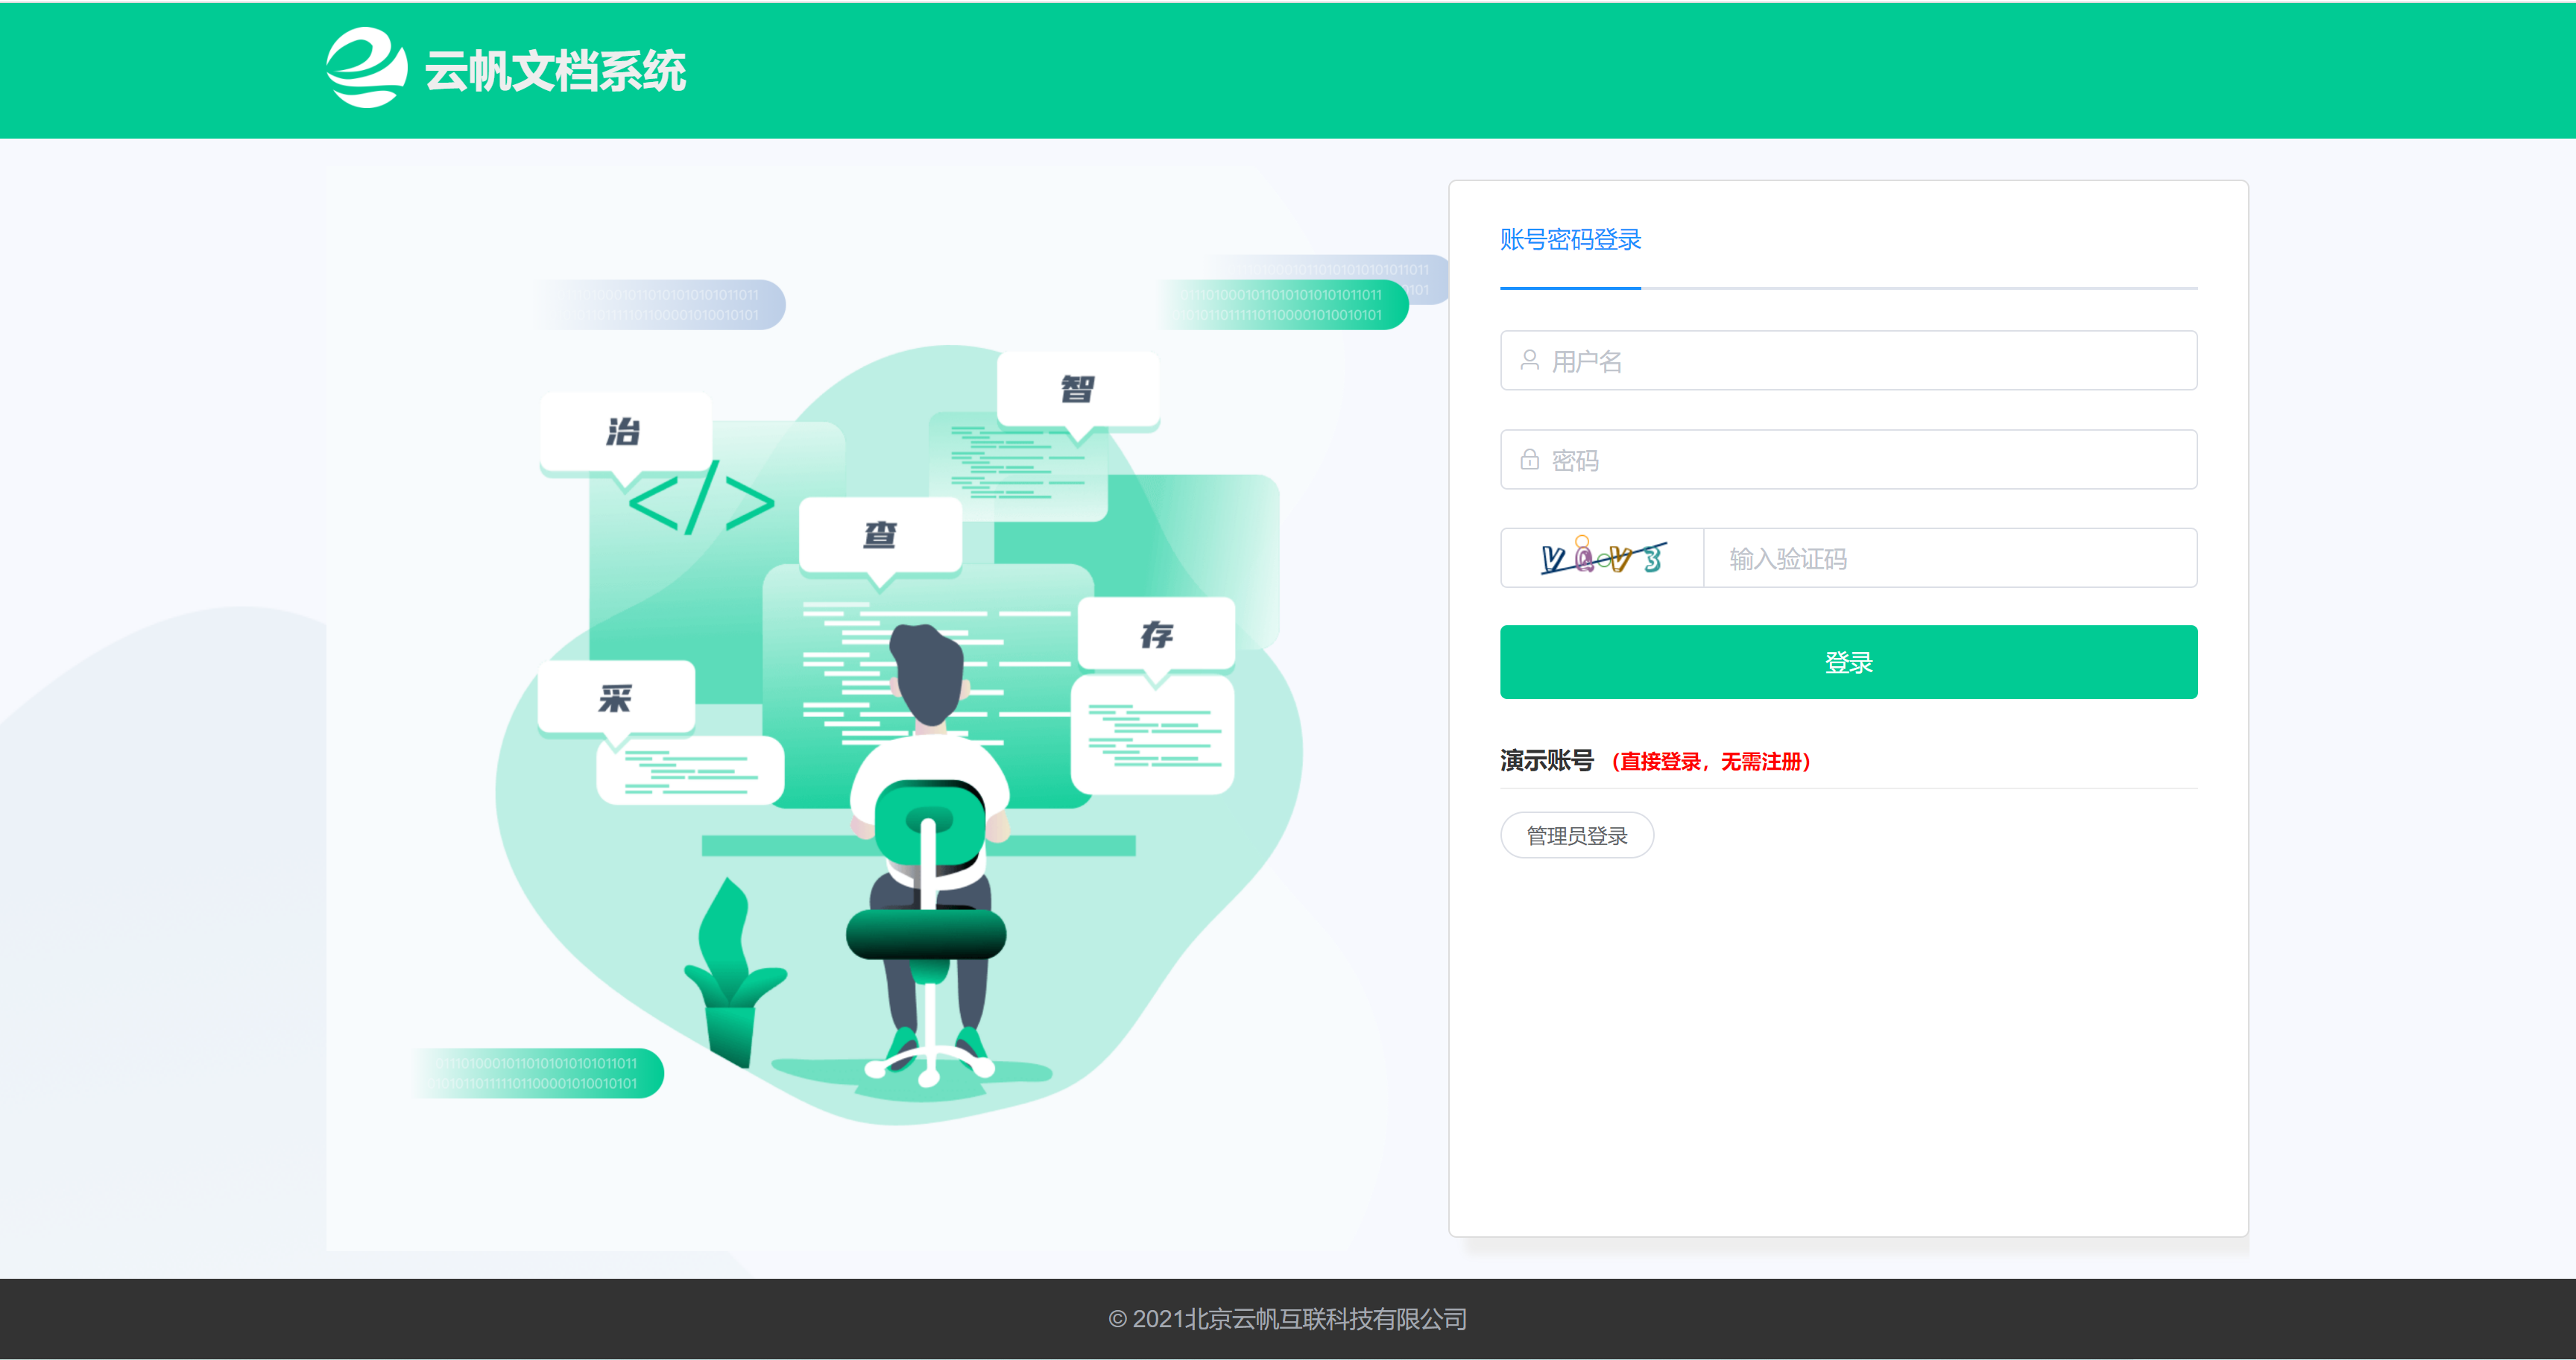 云帆文档系统
账号密码登录
用户名
密码
VavV3
输入验证码
登录
演示账号 （直接登录，无需注册）
管理员登录
治
智
查
存
采
</>
© 2021北京云帆互联科技有限公司